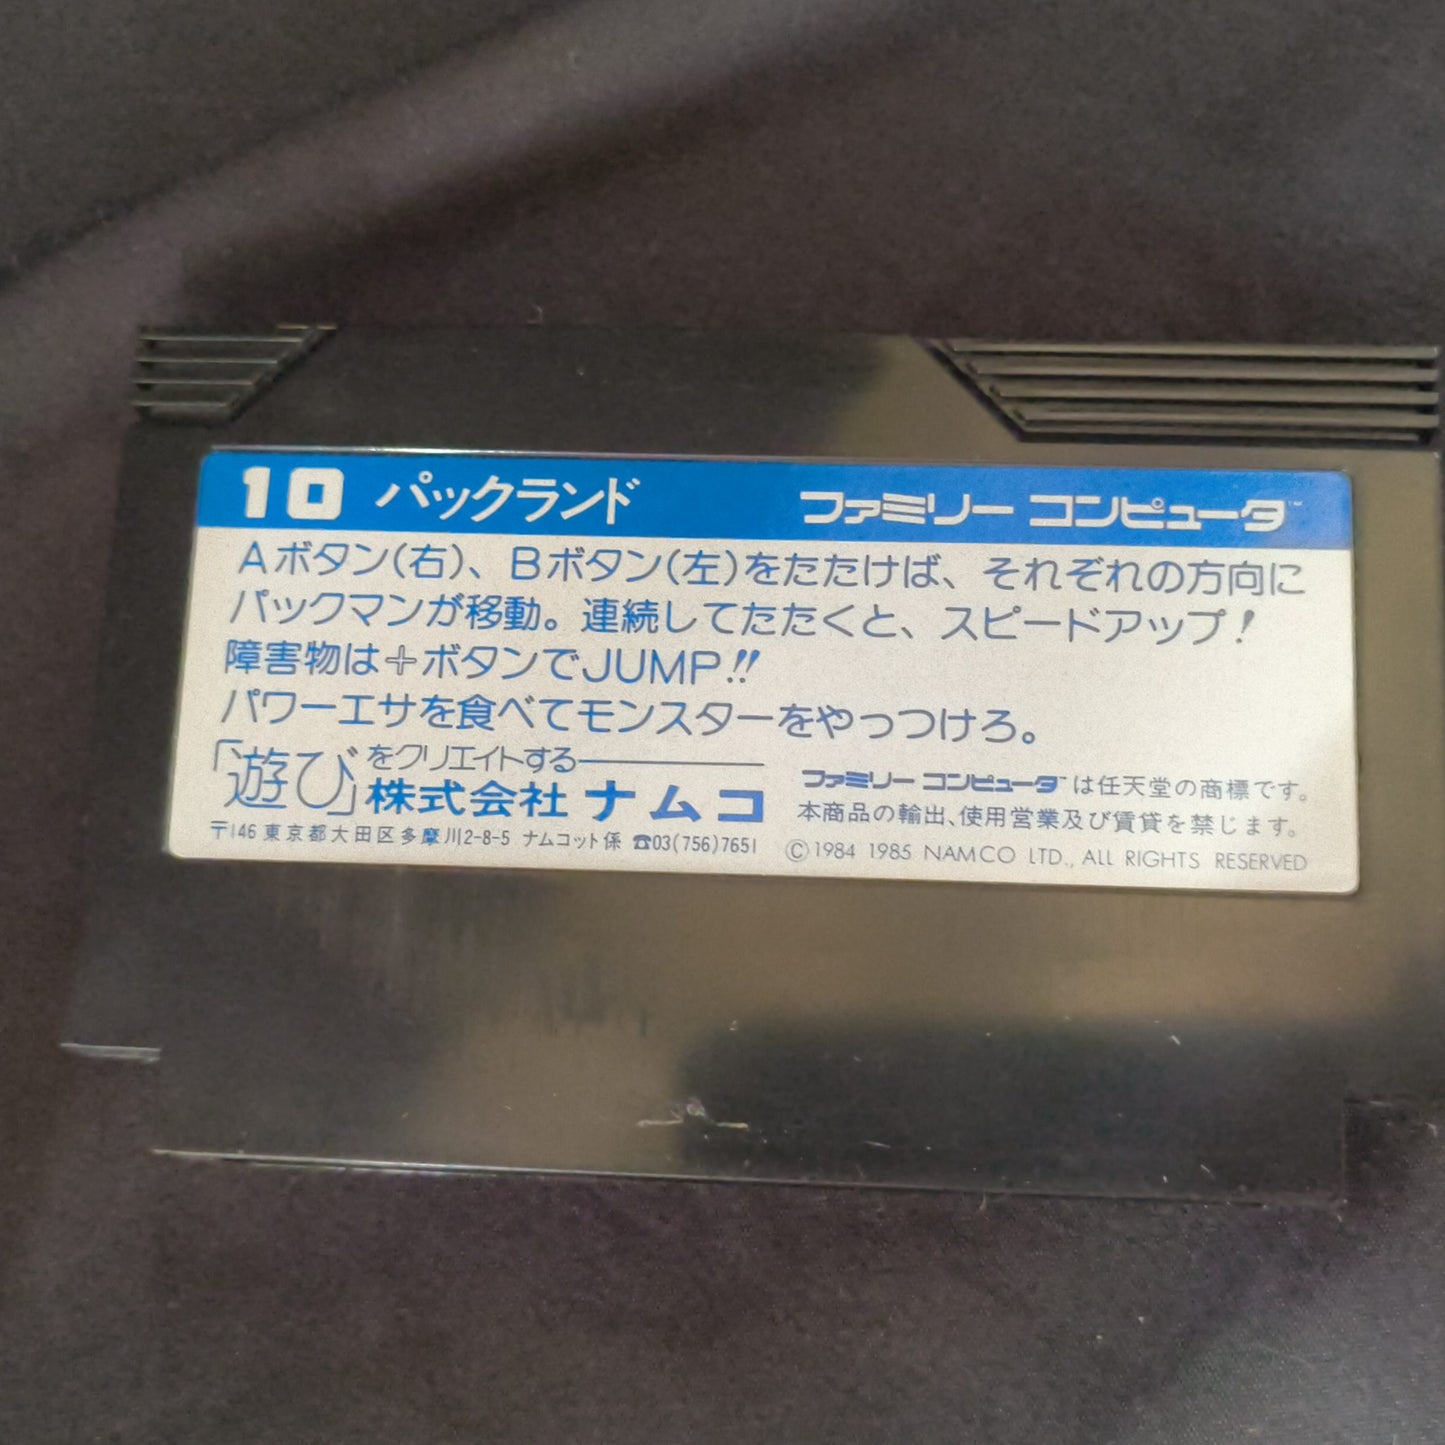 10 パックランド ファミリー コンピュータ™
Aボタン(右)、Bボタン(左)をたたけば、それぞれの方向に
パックマンが移動。連続してたたくと、スピードアップ!
障害物は✛ボタンでJUMP!!
パワーエサを食べてモンスターをやっつけろ。
「遊び」をクリエイトする
株式会社 ナムコ
〒146 東京都大田区多摩川2-8-5 ナムコット係 ☎03(756)7651
ファミリー コンピュータ™は任天堂の商標です。
本商品の輸出、使用営業及び賃貸を禁じます。
©1984 1985 NAMCO LTD., ALL RIGHTS RESERVED